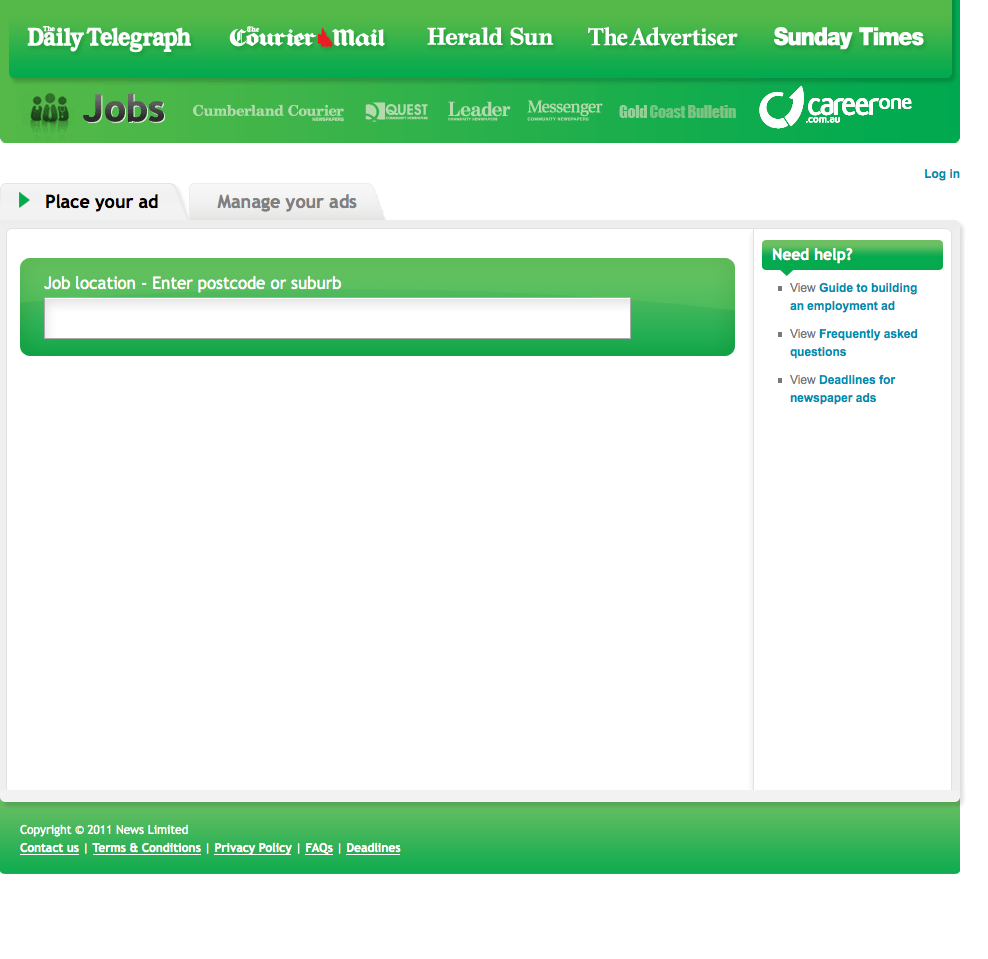 The Daily Telegraph The Courier Mail Herald Sun The Advertiser Sunday Times
Jobs Cumberland Courier NEWSPAPERS QUEST COMMUNITY NEWSPAPERS Leader COMMUNITY NEWSPAPERS Messenger COMMUNITY NEWSPAPERS Gold Coast Bulletin careerone .com.au
Log in
Place your ad Manage your ads
Need help?
Job location - Enter postcode or suburb
View Guide to building
an employment ad
View Frequently asked
questions
View Deadlines for
newspaper ads
Copyright © 2011 News Limited
Contact us | Terms & Conditions | Privacy Policy | FAQs | Deadlines